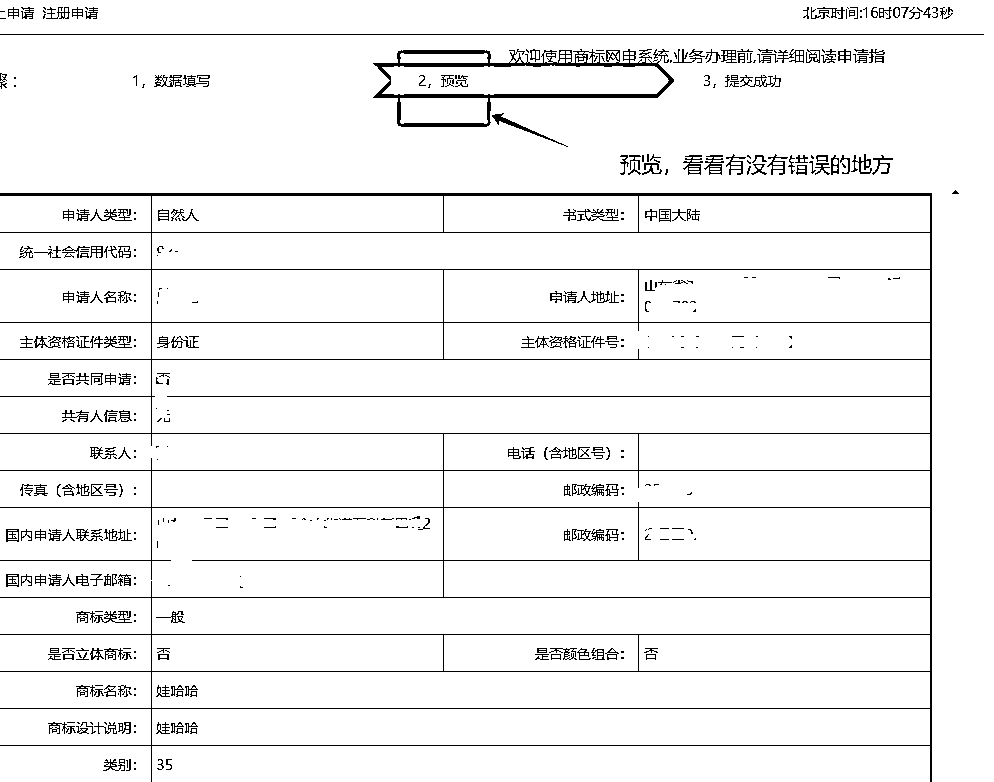 上申请 注册申请 北京时间:16时07分43秒
欢迎使用商标网申系统,业务办理前,请详细阅读申请指
骤： 1，数据填写 2，预览 3，提交成功
预览，看看有没有错误的地方
申请人类型： 自然人 书式类型： 中国大陆
统一社会信用代码：
申请人名称： 申请人地址：
主体资格证件类型： 身份证 主体资格证件号：
是否共同申请： 否
共有人信息： 无
联系人： 电话（含地区号）：
传真（含地区号）： 邮政编码：
国内申请人联系地址： 邮政编码：
国内申请人电子邮箱：
商标类型： 一般
是否立体商标： 否 是否颜色组合： 否
商标名称： 娃哈哈
商标设计说明： 娃哈哈
类别： 35